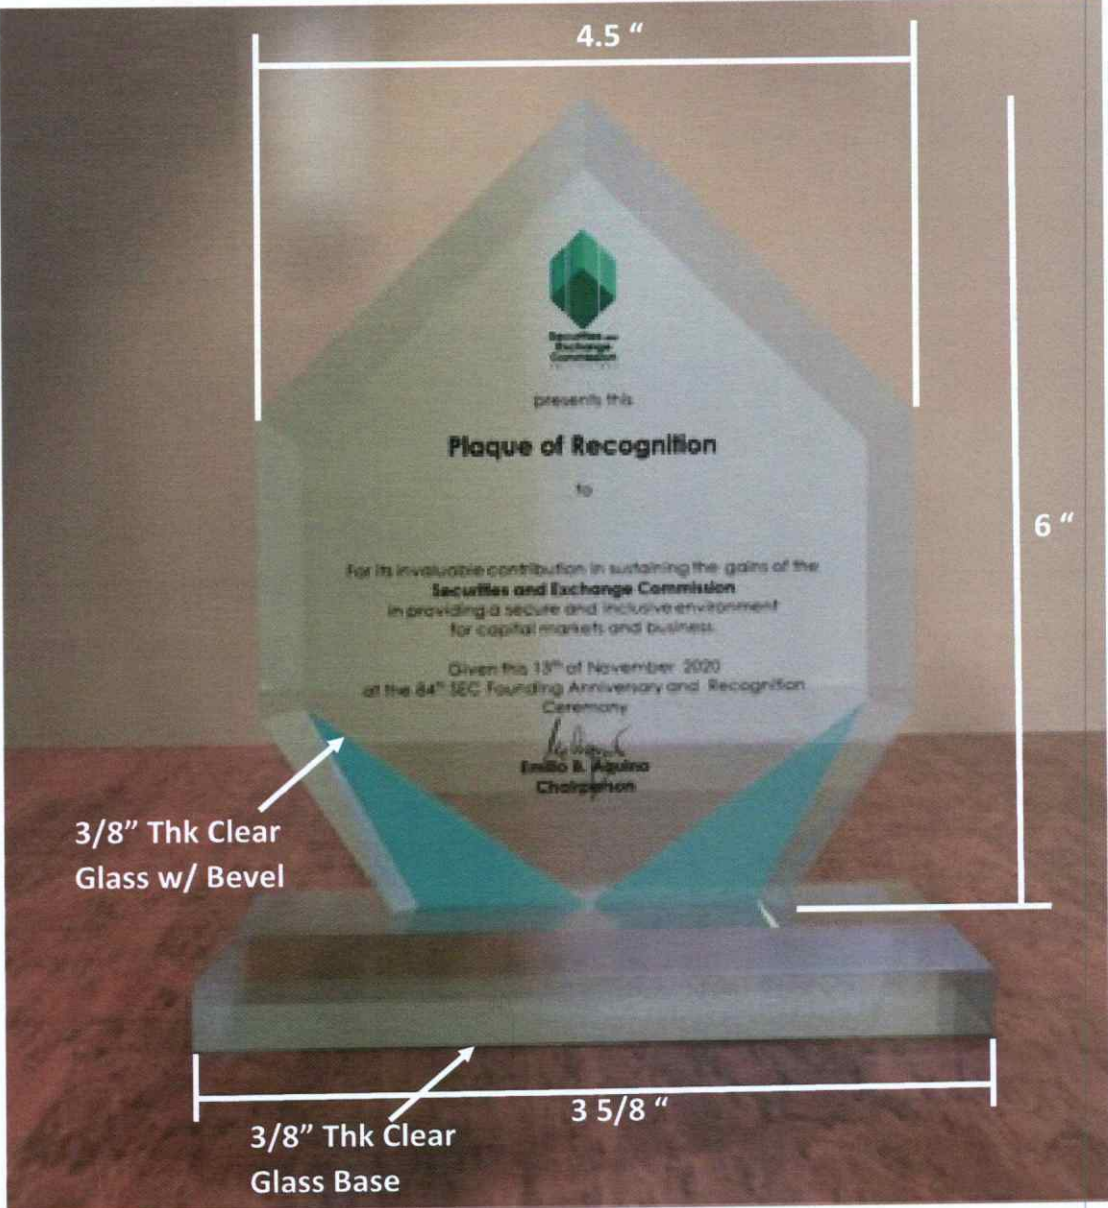 4.5 “
Securities and
Exchange
Commission
presents this
Plaque of Recognition
to
For its invaluable contribution in sustaining the gains of the
Securities and Exchange Commission
in providing a secure and inclusive environment
for capital markets and business.
Given this 13th of November 2020
at the 84th SEC Founding Anniversary and Recognition
Ceremony
Emilio B. Aquino
Chairperson
6 “
3/8” Thk Clear
Glass w/ Bevel
3 5/8 “
3/8” Thk Clear
Glass Base